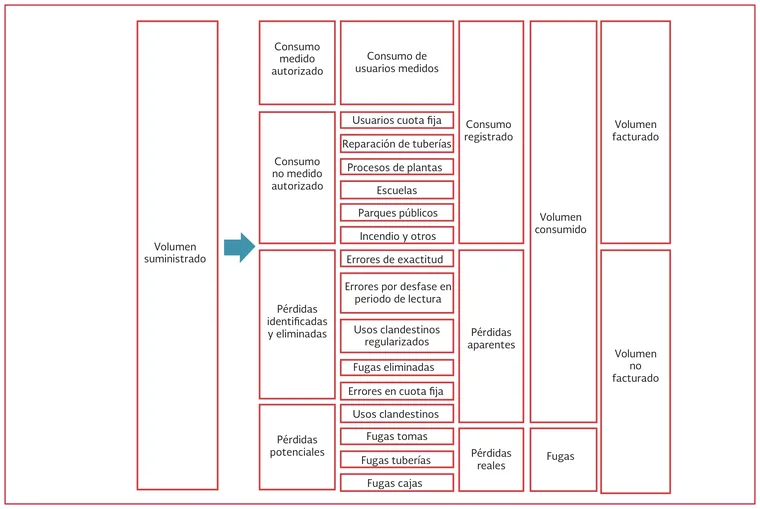 Volumen
suministrado
Consumo
medido
autorizado
Consumo
no medido
autorizado
Pérdidas
identificadas
y eliminadas
Pérdidas
potenciales
Consumo de
usuarios medidos
Usuarios cuota fija
Reparación de tuberías
Procesos de plantas
Escuelas
Parques públicos
Incendio y otros
Errores de exactitud
Errores por desfase en
periodo de lectura
Usos clandestinos
regularizados
Fugas eliminadas
Errores en cuota fija
Usos clandestinos
Fugas tomas
Fugas tuberías
Fugas cajas
Consumo
registrado
Pérdidas
aparentes
Pérdidas
reales
Volumen
consumido
Fugas
Volumen
facturado
Volumen
no
facturado